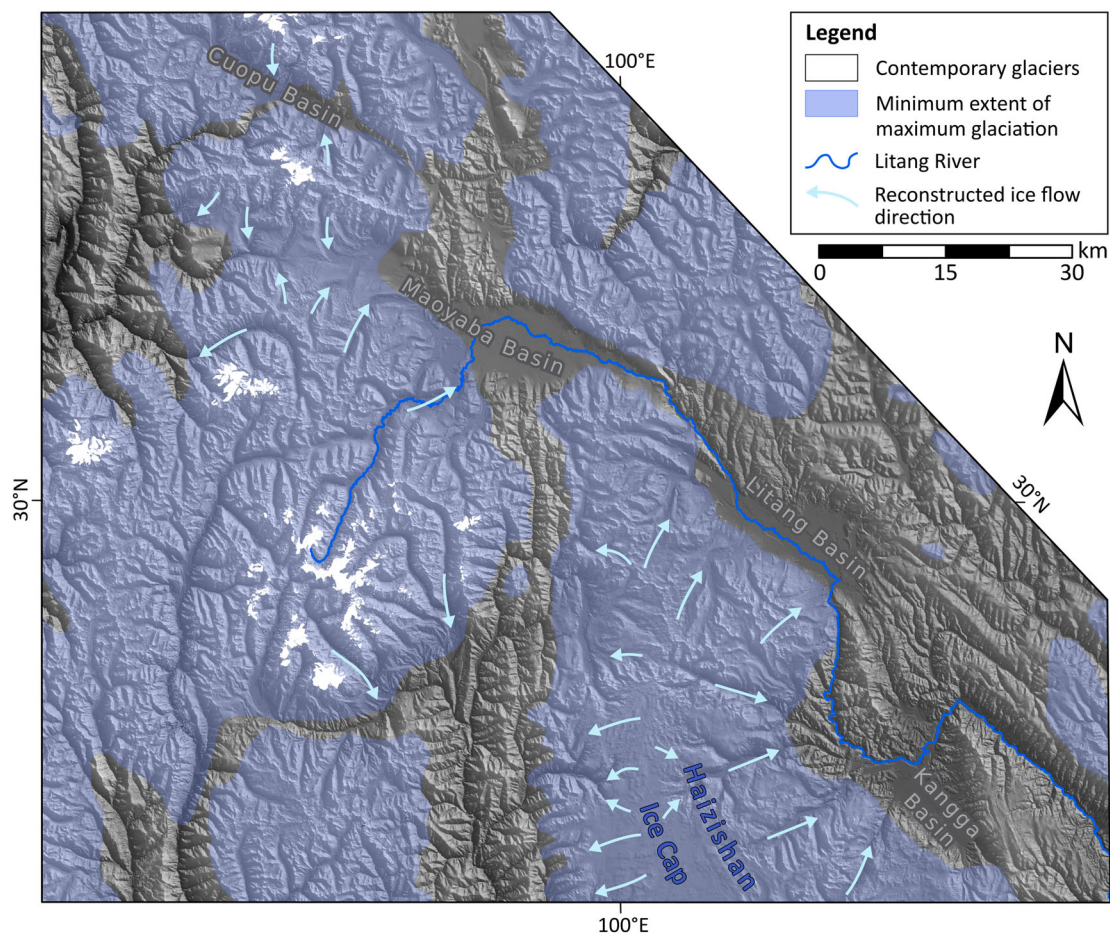 Legend
Contemporary glaciers
Minimum extent of
maximum glaciation
Litang River
Reconstructed ice flow
direction
km
0 15 30
N
100°E
30°N
30°N
100°E
Cuopu Basin
Maoyaba Basin
Litang Basin
Kangga
Basin
Haizishan
Ice Cap